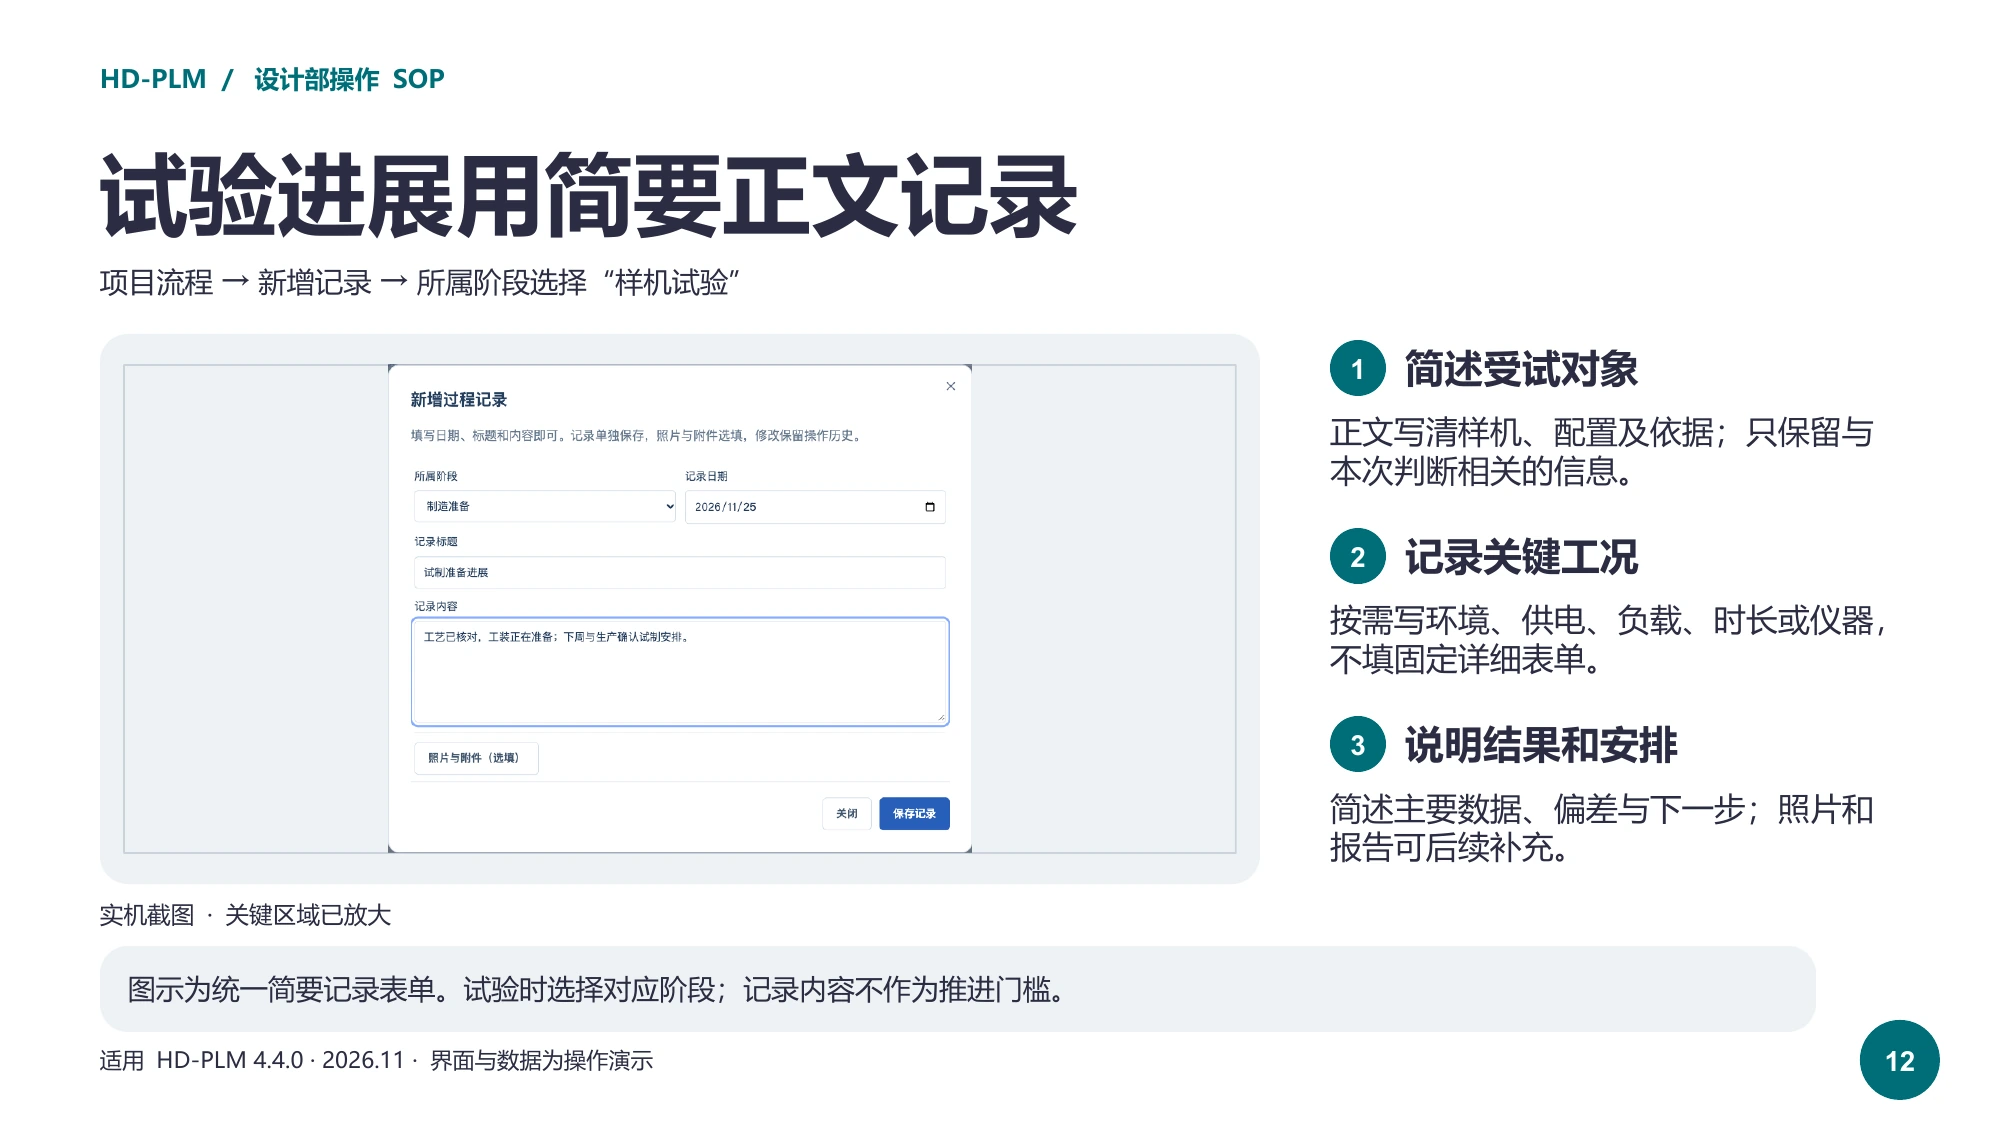 HD-PLM / 设计部操作 SOP
试验进展用简要正文记录
项目流程 → 新增记录 → 所属阶段选择“样机试验”
新增过程记录
×
填写日期、标题和内容即可。记录单独保存，照片与附件选填，修改保留操作历史。
所属阶段
记录日期
制造准备
2026/11/25
记录标题
试制准备进展
记录内容
工艺已核对，工装正在准备；下周与生产确认试制安排。
照片与附件（选填）
关闭
保存记录
1 简述受试对象
正文写清样机、配置及依据；只保留与
本次判断相关的信息。
2 记录关键工况
按需写环境、供电、负载、时长或仪器，
不填固定详细表单。
3 说明结果和安排
简述主要数据、偏差与下一步；照片和
报告可后续补充。
实机截图 · 关键区域已放大
图示为统一简要记录表单。试验时选择对应阶段；记录内容不作为推进门槛。
适用 HD-PLM 4.4.0 · 2026.11 · 界面与数据为操作演示
12